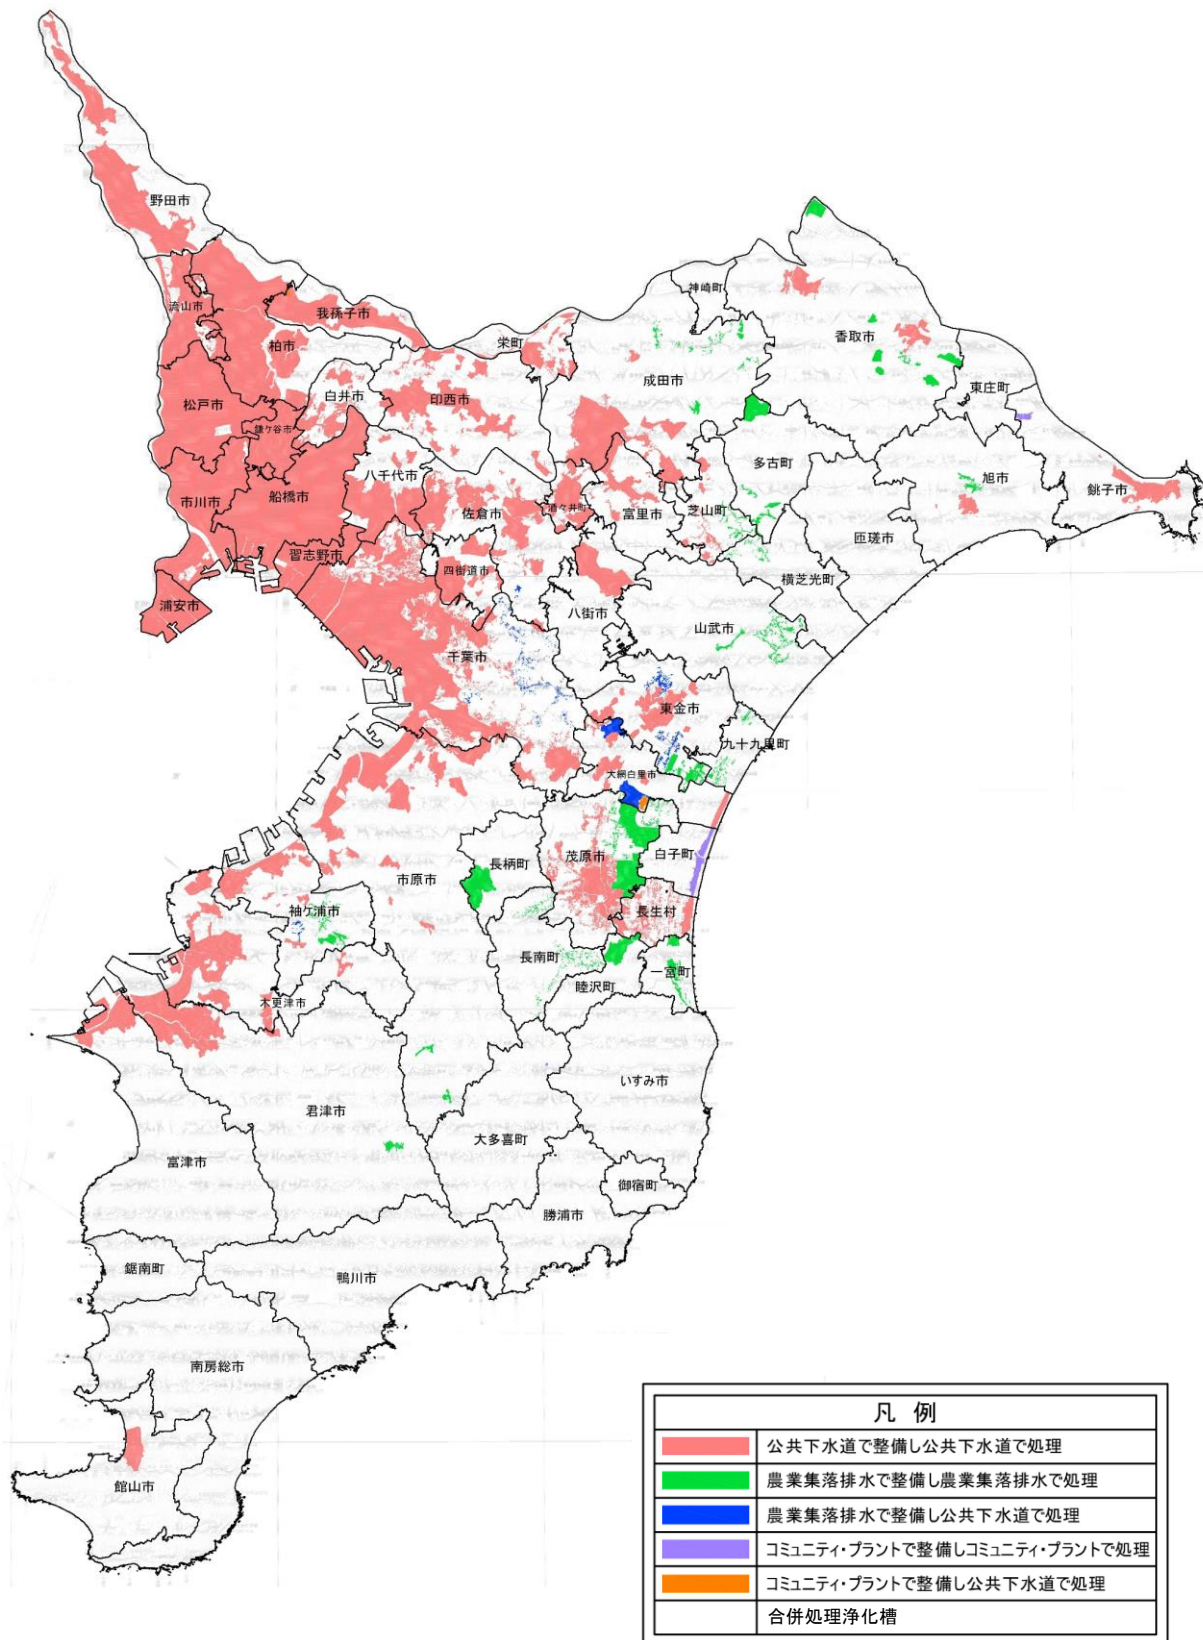 野田市
流山市
我孫子市
柏市
栄町
神崎町
香取市
成田市
東庄町
松戸市
白井市
印西市
鎌ケ谷市
多古町
旭市
銚子市
市川市
船橋市
八千代市
佐倉市
酒々井町
富里市
芝山町
匝瑳市
習志野市
四街道市
横芝光町
浦安市
八街市
山武市
千葉市
東金市
九十九里町
大網白里市
茂原市
白子町
長柄町
市原市
袖ケ浦市
長生村
長南町
一宮町
睦沢町
木更津市
いすみ市
君津市
大多喜町
富津市
御宿町
勝浦市
鋸南町
鴨川市
南房総市
館山市
凡 例
公共下水道で整備し公共下水道で処理
農業集落排水で整備し農業集落排水で処理
農業集落排水で整備し公共下水道で処理
コミュニティ・プラントで整備しコミュニティ・プラントで処理
コミュニティ・プラントで整備し公共下水道で処理
合併処理浄化槽